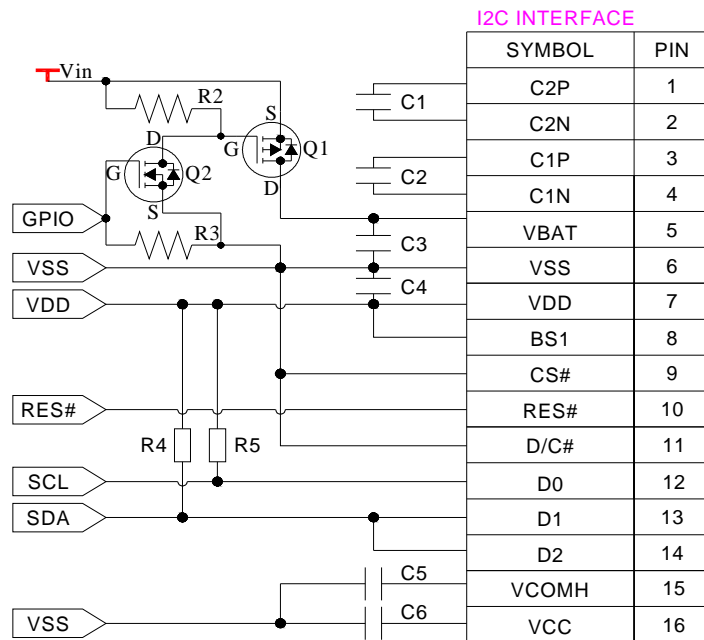 I2C INTERFACE
SYMBOL PIN
C2P 1
C2N 2
C1P 3
C1N 4
VBAT 5
VSS 6
VDD 7
BS1 8
CS# 9
RES# 10
D/C# 11
D0 12
D1 13
D2 14
VCOMH 15
VCC 16
Vin
R2
S
G
Q1
D
D
G
Q2
S
R3
GPIO
VSS
VDD
RES#
SCL
SDA
VSS
R4
R5
C1
C2
C3
C4
C5
C6